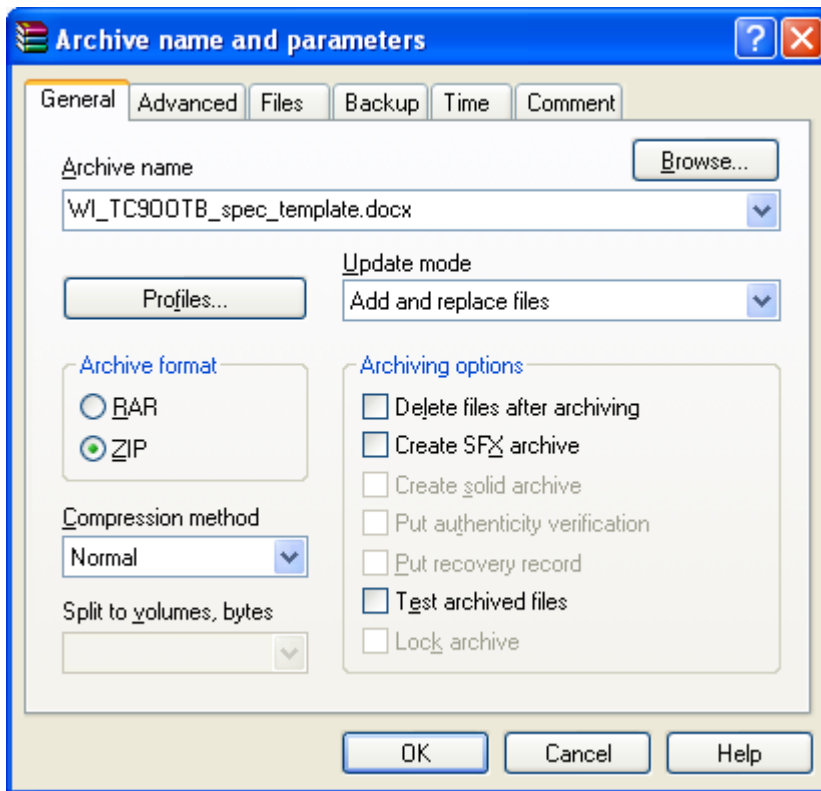 Archive name and parameters
General Advanced Files Backup Time Comment
Archive name
Browse...
WI_TC900TB_spec_template.docx
Update mode
Profiles...
Add and replace files
Archive format
RAR
ZIP
Compression method
Normal
Split to volumes, bytes
Archiving options
Delete files after archiving
Create SFX archive
Create solid archive
Put authenticity verification
Put recovery record
Test archived files
Lock archive
OK Cancel Help